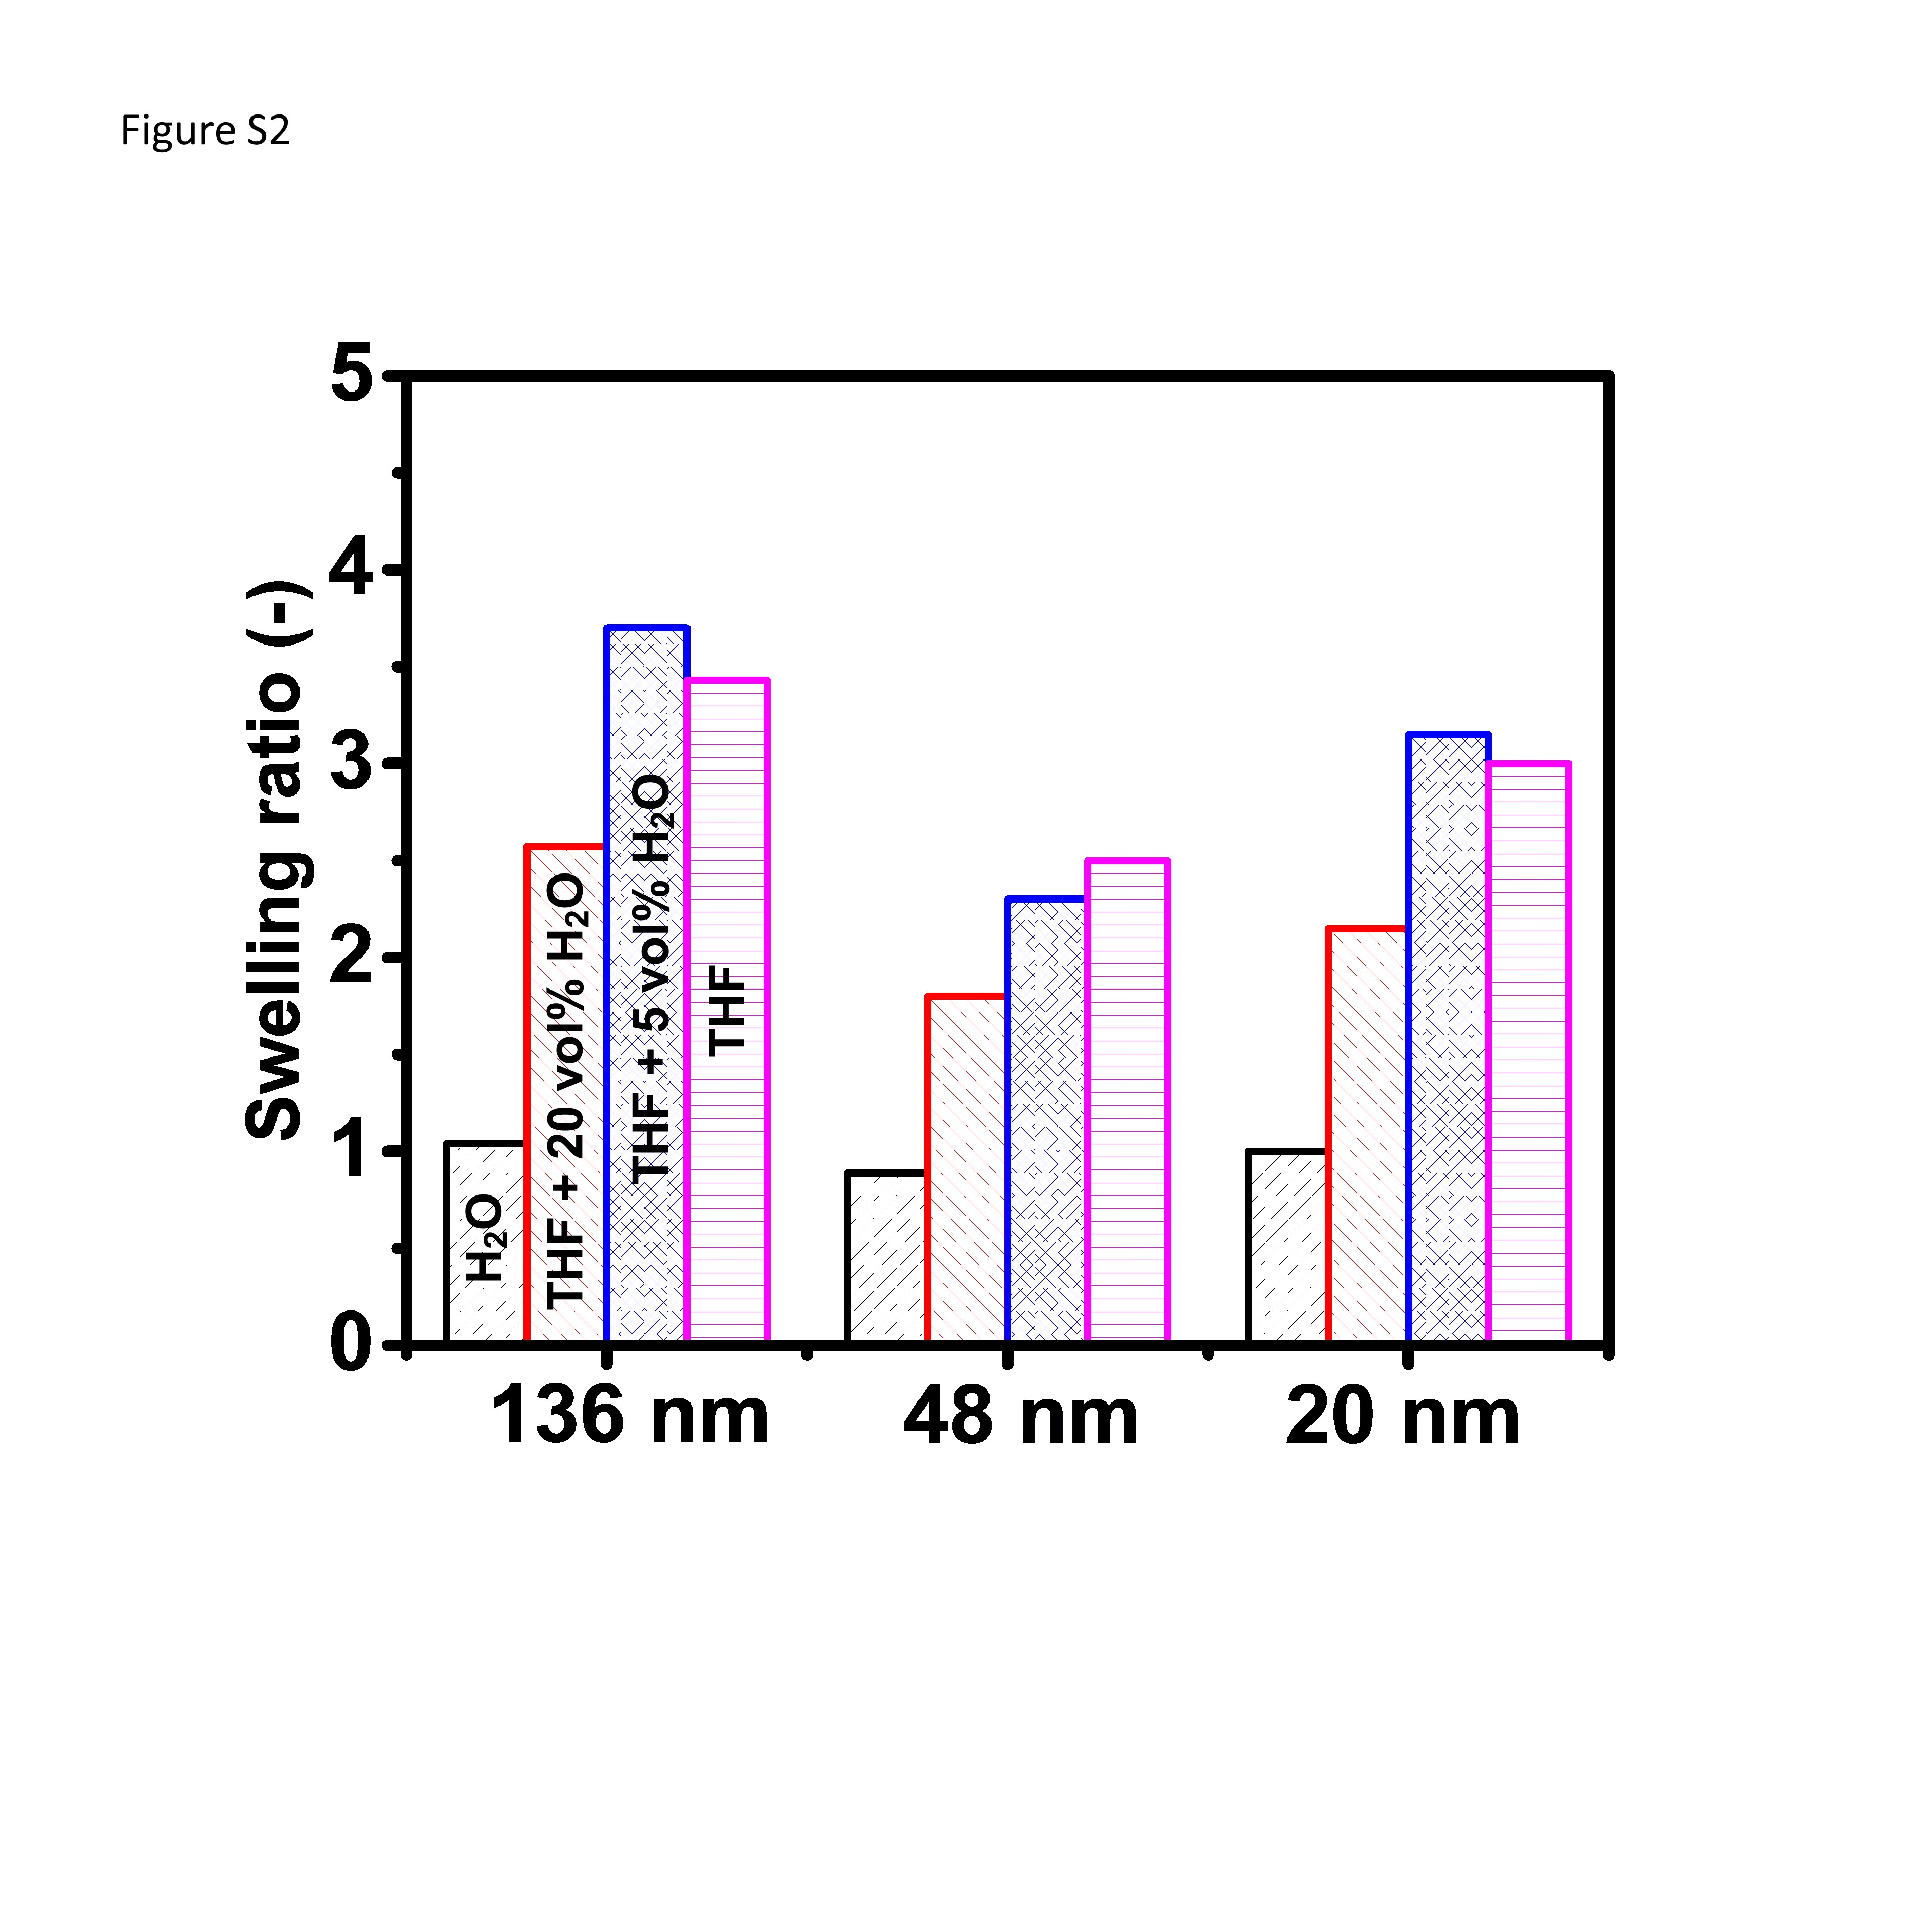 Figure S2
Swelling ratio (-)
5
4
3
2
1
0
H₂O
THF + 20 vol% H₂O
THF + 5 vol% H₂O
THF
136 nm
48 nm
20 nm